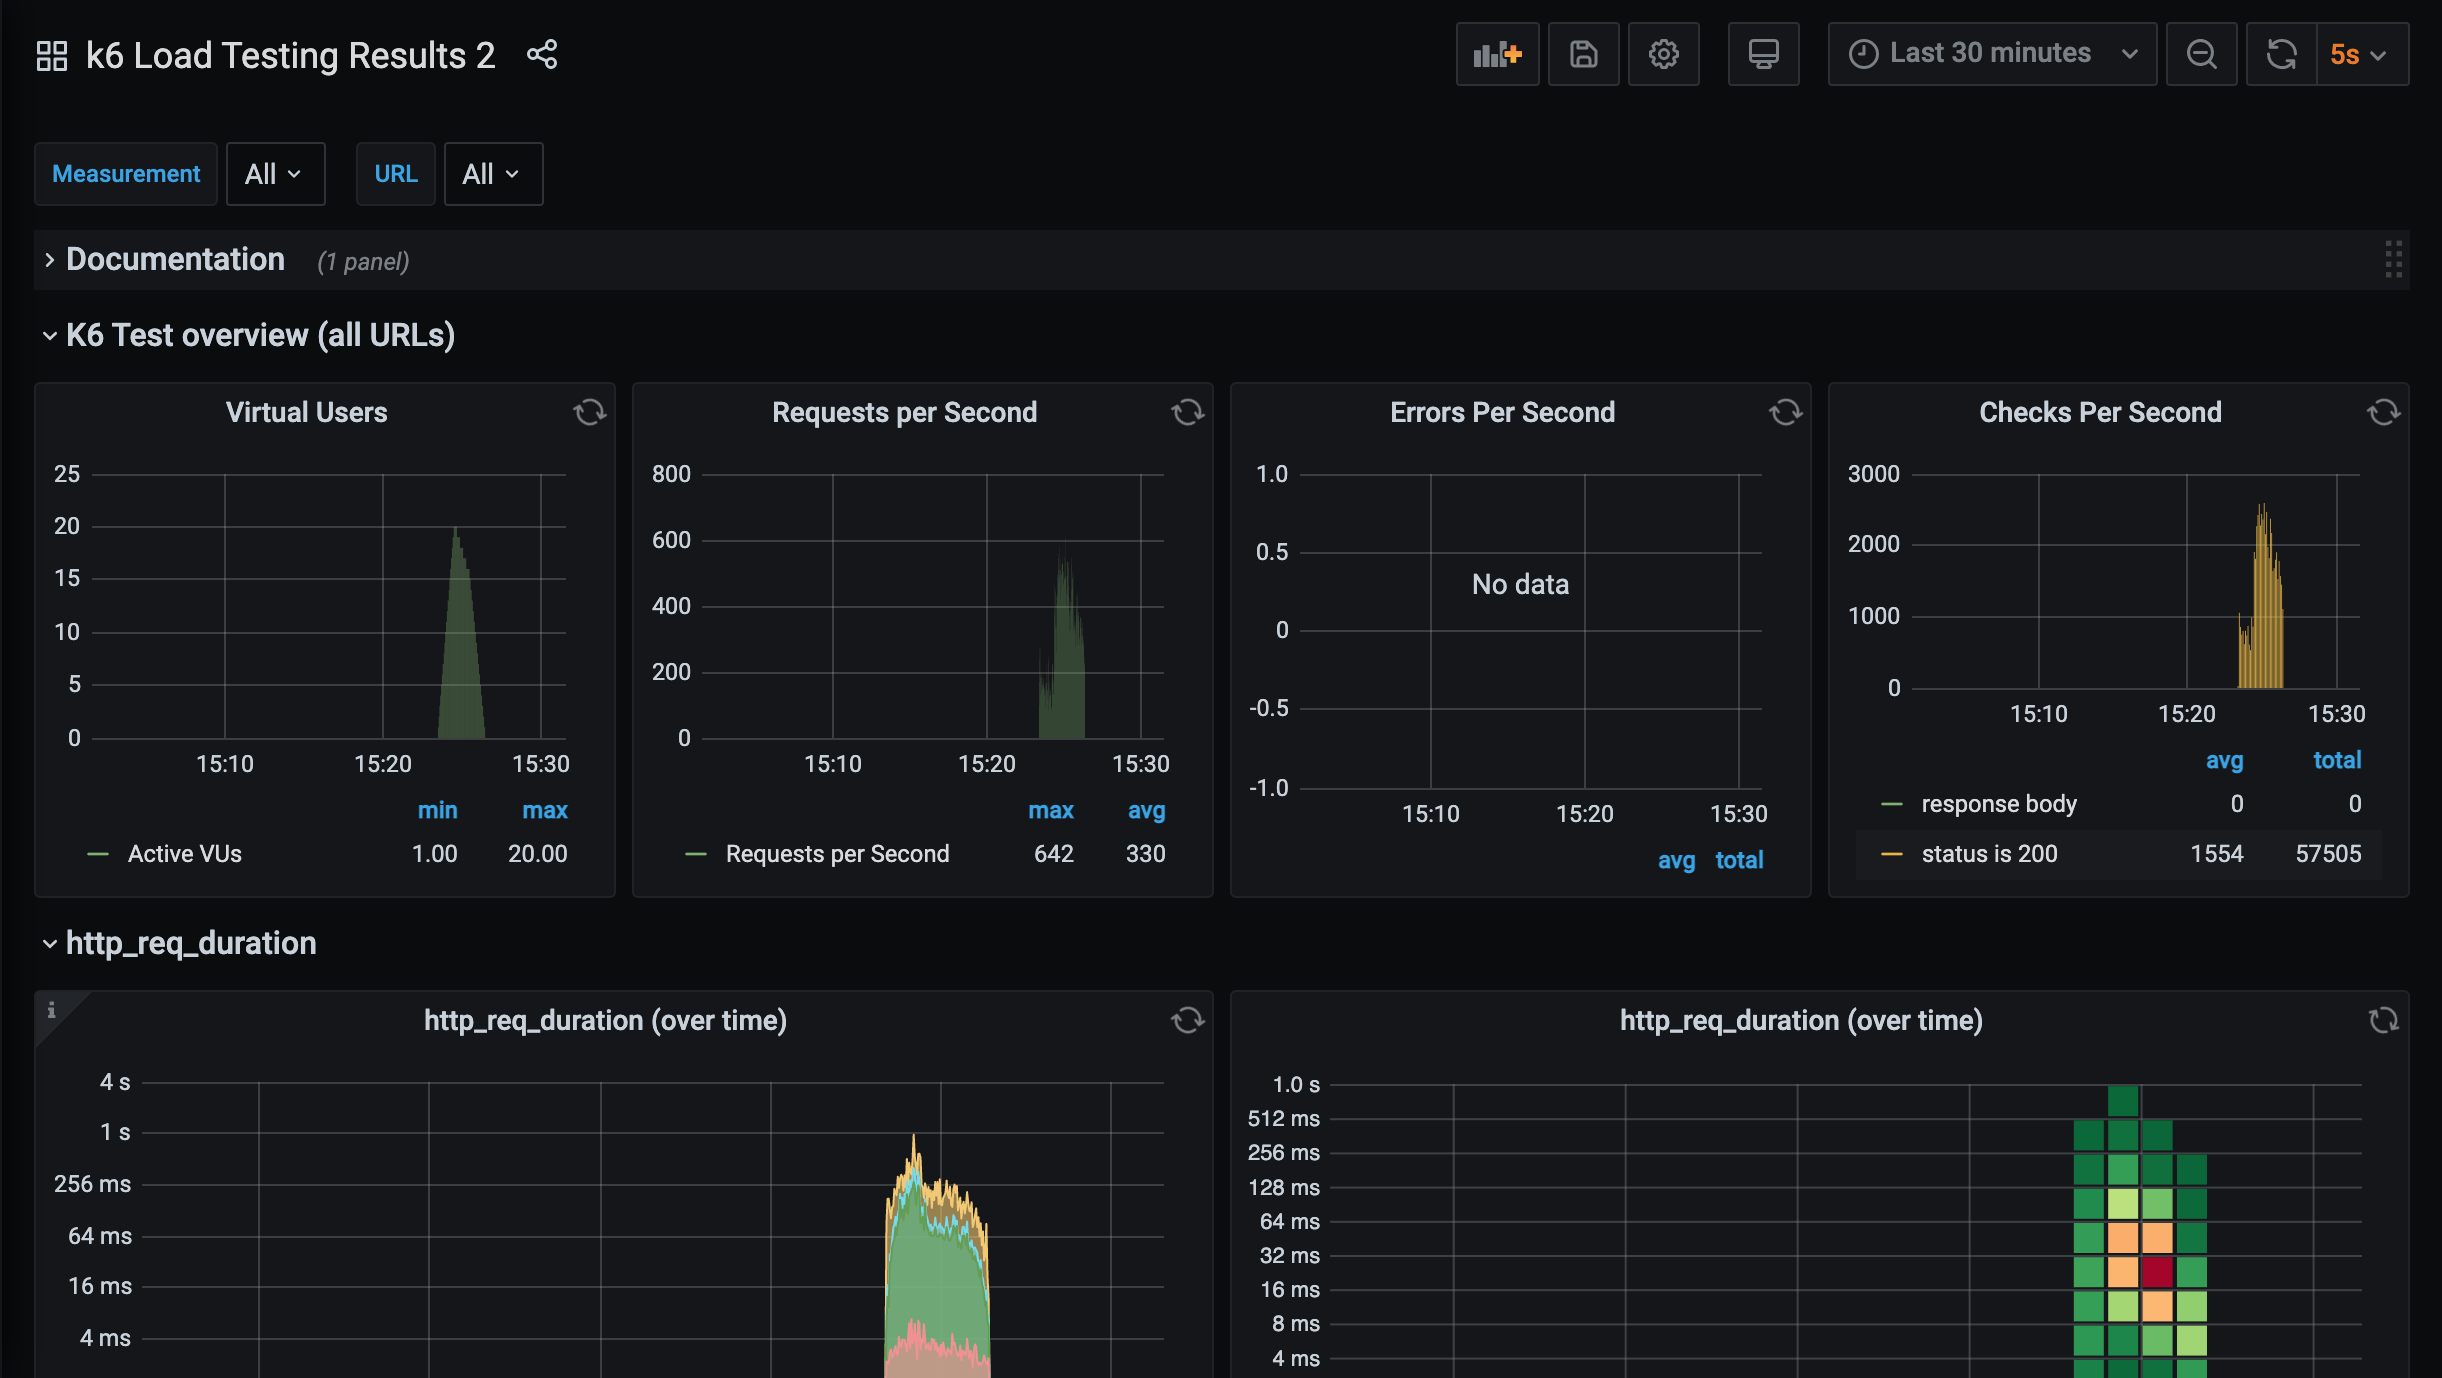 k6 Load Testing Results 2
Last 30 minutes
5s
Measurement All URL All
Documentation (1 panel)
K6 Test overview (all URLs)
Virtual Users
25
20
15
10
5
0
15:10 15:20 15:30
min max
Active VUs 1.00 20.00
Requests per Second
800
600
400
200
0
15:10 15:20 15:30
max avg
Requests per Second 642 330
Errors Per Second
1.0
0.5
0
-0.5
-1.0
No data
15:10 15:20 15:30
avg total
Checks Per Second
3000
2000
1000
0
15:10 15:20 15:30
avg total
response body 0 0
status is 200 1554 57505
http_req_duration
i
http_req_duration (over time)
4 s
1 s
256 ms
64 ms
16 ms
4 ms
http_req_duration (over time)
1.0 s
512 ms
256 ms
128 ms
64 ms
32 ms
16 ms
8 ms
4 ms